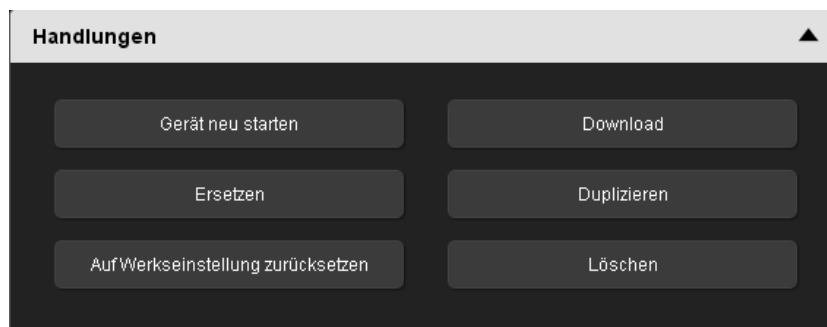 Handlungen
Gerät neu starten
Download
Ersetzen
Duplizieren
Auf Werkseinstellung zurücksetzen
Löschen